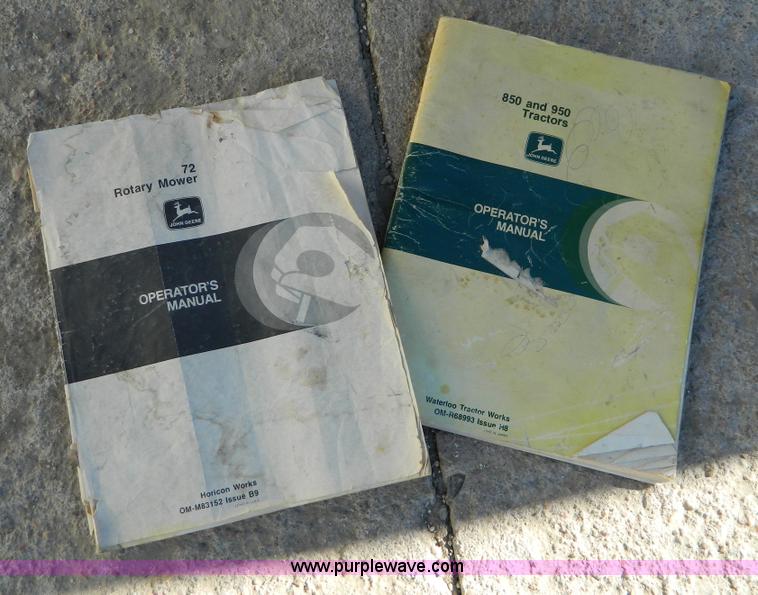 72
Rotary Mower
JOHN DEERE
OPERATOR'S
MANUAL
Horicon Works
OM-M83152 Issue B9
850 and 950
Tractors
JOHN DEERE
OPERATOR'S
MANUAL
Waterloo Tractor Works
OM-R68993 Issue H8
www.purplewave.com